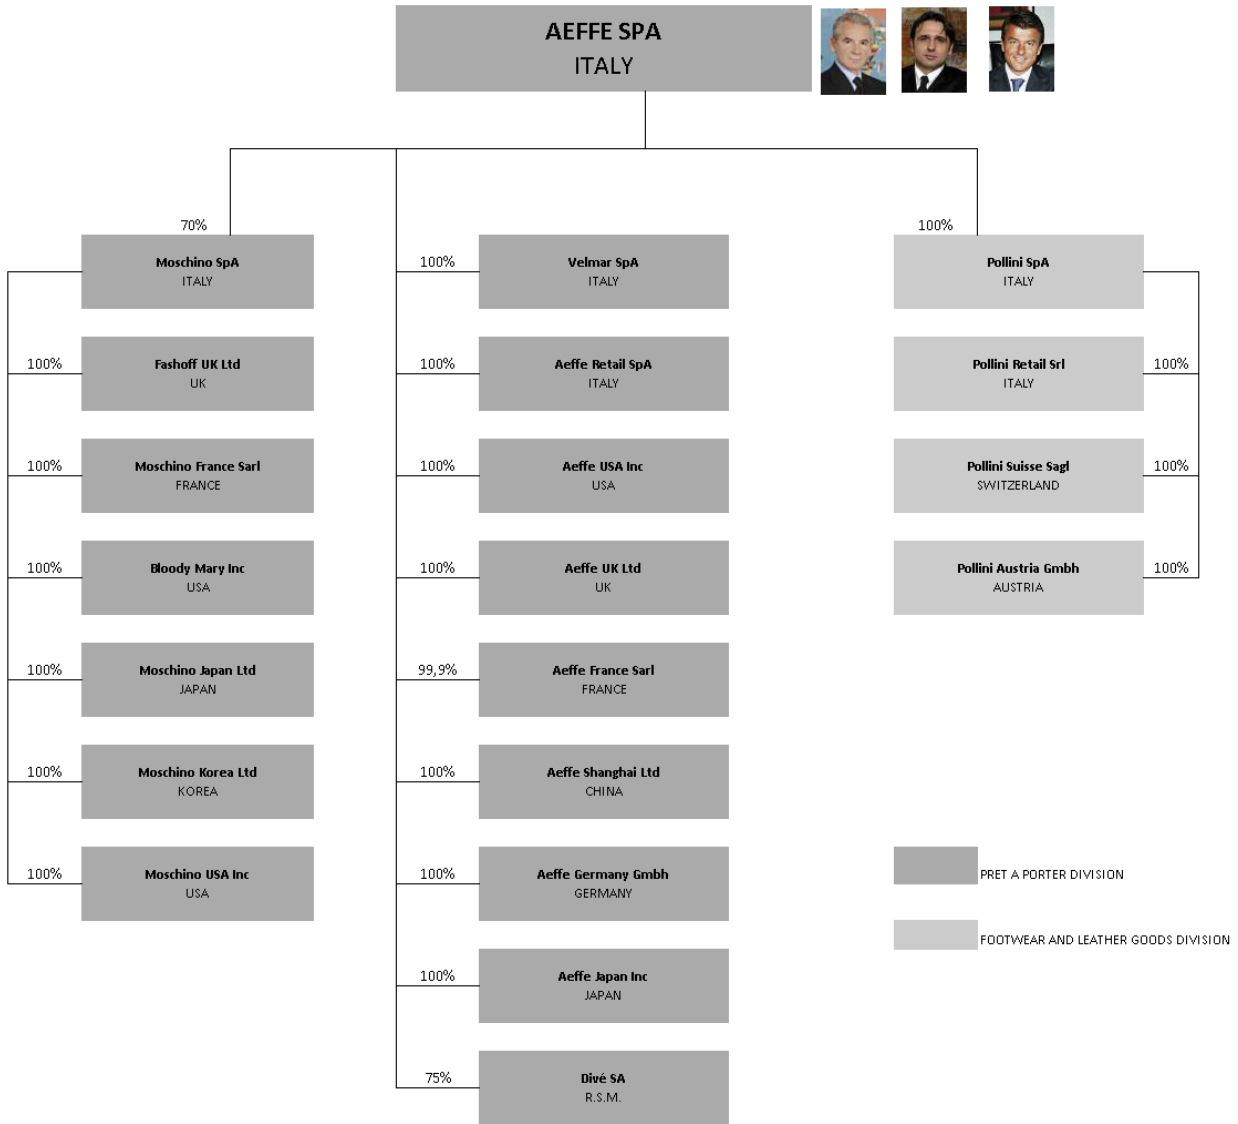 AEFFE SPA
ITALY
70%
Moschino SpA
ITALY
100%
Fashoff UK Ltd
UK
100%
Moschino France Sarl
FRANCE
100%
Bloody Mary Inc
USA
100%
Moschino Japan Ltd
JAPAN
100%
Moschino Korea Ltd
KOREA
100%
Moschino USA Inc
USA
100%
Velmar SpA
ITALY
100%
Aeffe Retail SpA
ITALY
100%
Aeffe USA Inc
USA
100%
Aeffe UK Ltd
UK
99,9%
Aeffe France Sarl
FRANCE
100%
Aeffe Shanghai Ltd
CHINA
100%
Aeffe Germany Gmbh
GERMANY
100%
Aeffe Japan Inc
JAPAN
75%
Divé SA
R.S.M.
100%
Pollini SpA
ITALY
Pollini Retail Srl
ITALY
100%
Pollini Suisse Sagl
SWITZERLAND
100%
Pollini Austria Gmbh
AUSTRIA
100%
PRET A PORTER DIVISION
FOOTWEAR AND LEATHER GOODS DIVISION